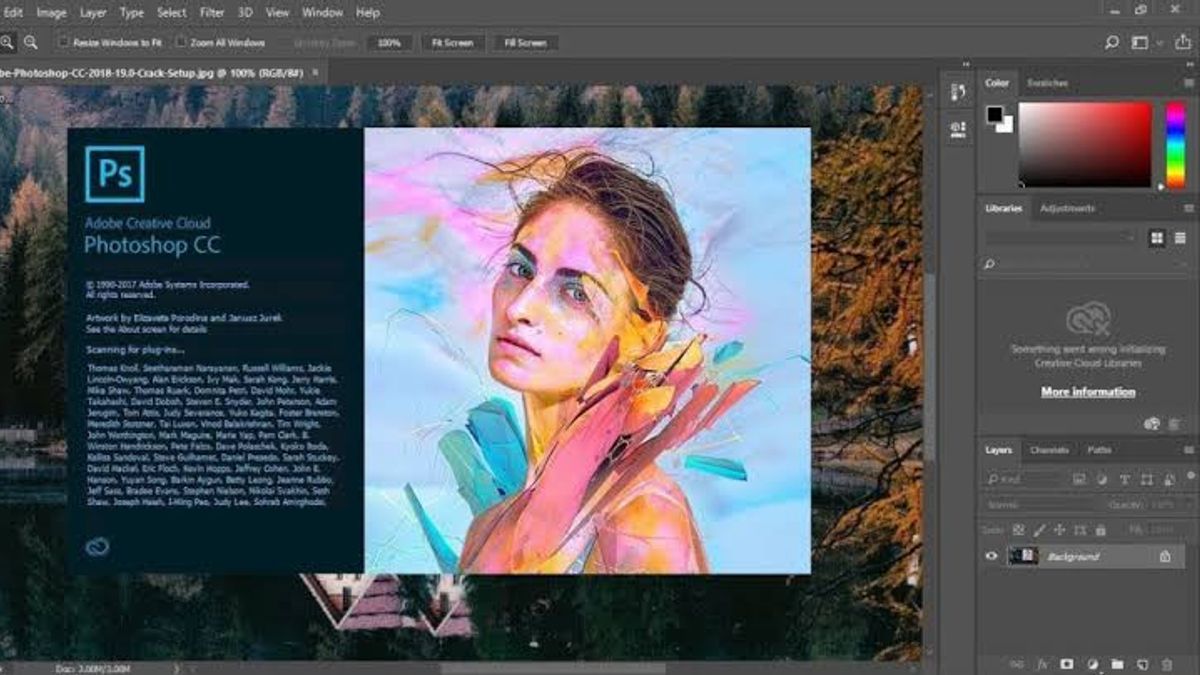 Edit Image Layer Type Select Filter 3D View Window Help
Resize Windows to Fit Zoom All Windows 100% Fit Screen Fill Screen
be-Photoshop-CC-2018-19.0-Crack-Setup.jpg @ 100% (RGB/8#) ×
Color Swatches
Ps
Adobe Creative Cloud
Photoshop CC
© 1990-2017 Adobe Systems Incorporated.
All rights reserved.
Artwork by Elizaveta Porodina and Janusz Jurek
See the About screen for details
Scanning for plug-ins...
Thomas Knoll, Seetharaman Narayanan, Russell Williams, Jackie
Lincoln-Owyang, Alan Erickson, Ivy Mak, Sarah Kong, Jerry Harris,
Mike Shaw, Thomas Ruark, Domnita Petri, David Mohr, Yukie
Takahashi, David Dobish, Steven E. Snyder, John Peterson, Adam
Jerugim, Tom Attix, Judy Severance, Yuko Kagita, Foster Brereton,
Meredith Stotzner, Tai Luxon, Vinod Balakrishnan, Tim Wright,
John Worthington, Mark Maguire, Maria Yap, Pam Clark, B.
Winston Hendrickson, Pete Falco, Dave Polaschek, Kyoko Itoda,
Kellisa Sandoval, Steve Guilhamet, Daniel Presedo, Sarah Stuckey,
David Hackel, Eric Floch, Kevin Hopps, Jeffrey Cohen, John E.
Hanson, Yuyan Song, Barkin Aygun, Betty Leong, Jeanne Rubbo,
Jeff Sass, Bradee Evans, Stephen Nielson, Nikolai Svakhin, Seth
Shaw, Joseph Hsieh, I-Ming Pao, Judy Lee, Sohrab Amirghodsi,
Libraries Adjustments
Something went wrong initializing
Creative Cloud Libraries
More information
Layers Channels Paths
Kind
Normal Opacity:
Lock: Fill:
Background
Doc: 3.00M/3.00M